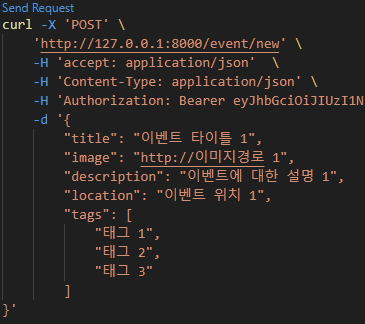 Send Request
curl -X 'POST' \
    'http://127.0.0.1:8000/event/new' \
    -H 'accept: application/json'  \
    -H 'Content-Type: application/json' \
    -H 'Authorization: Bearer eyJhbGciOiJIUzI1N
    -d '{
        "title": "이벤트 타이틀 1",
        "image": "http://이미지경로 1",
        "description": "이벤트에 대한 설명 1",
        "location": "이벤트 위치 1",
        "tags": [
            "태그 1",
            "태그 2",
            "태그 3"
        ]
}'